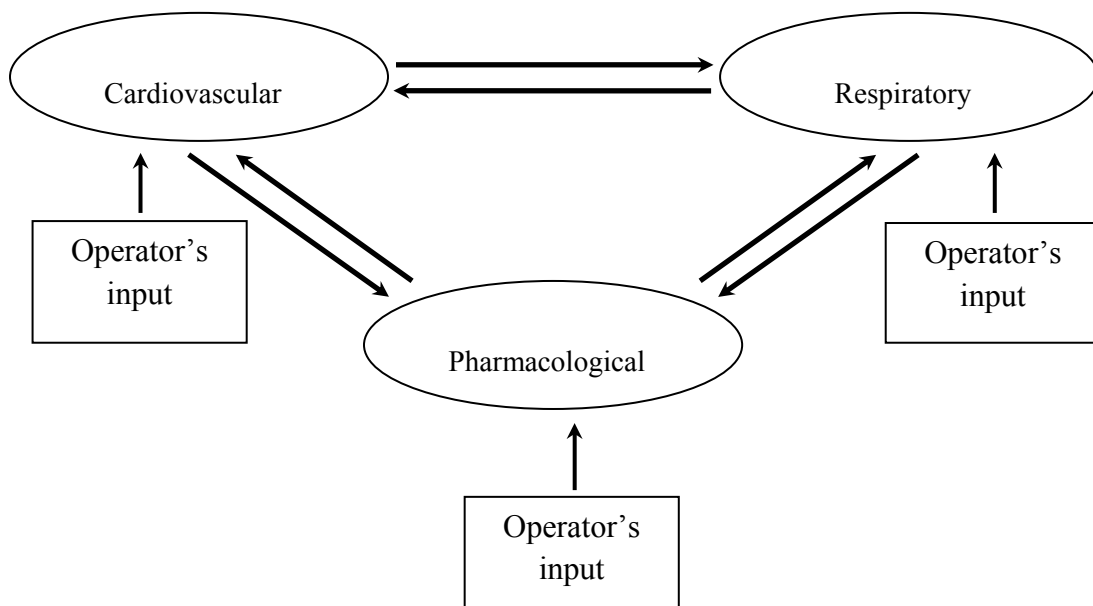 Cardiovascular
Respiratory
Operator’s
input
Operator’s
input
Pharmacological
Operator’s
input